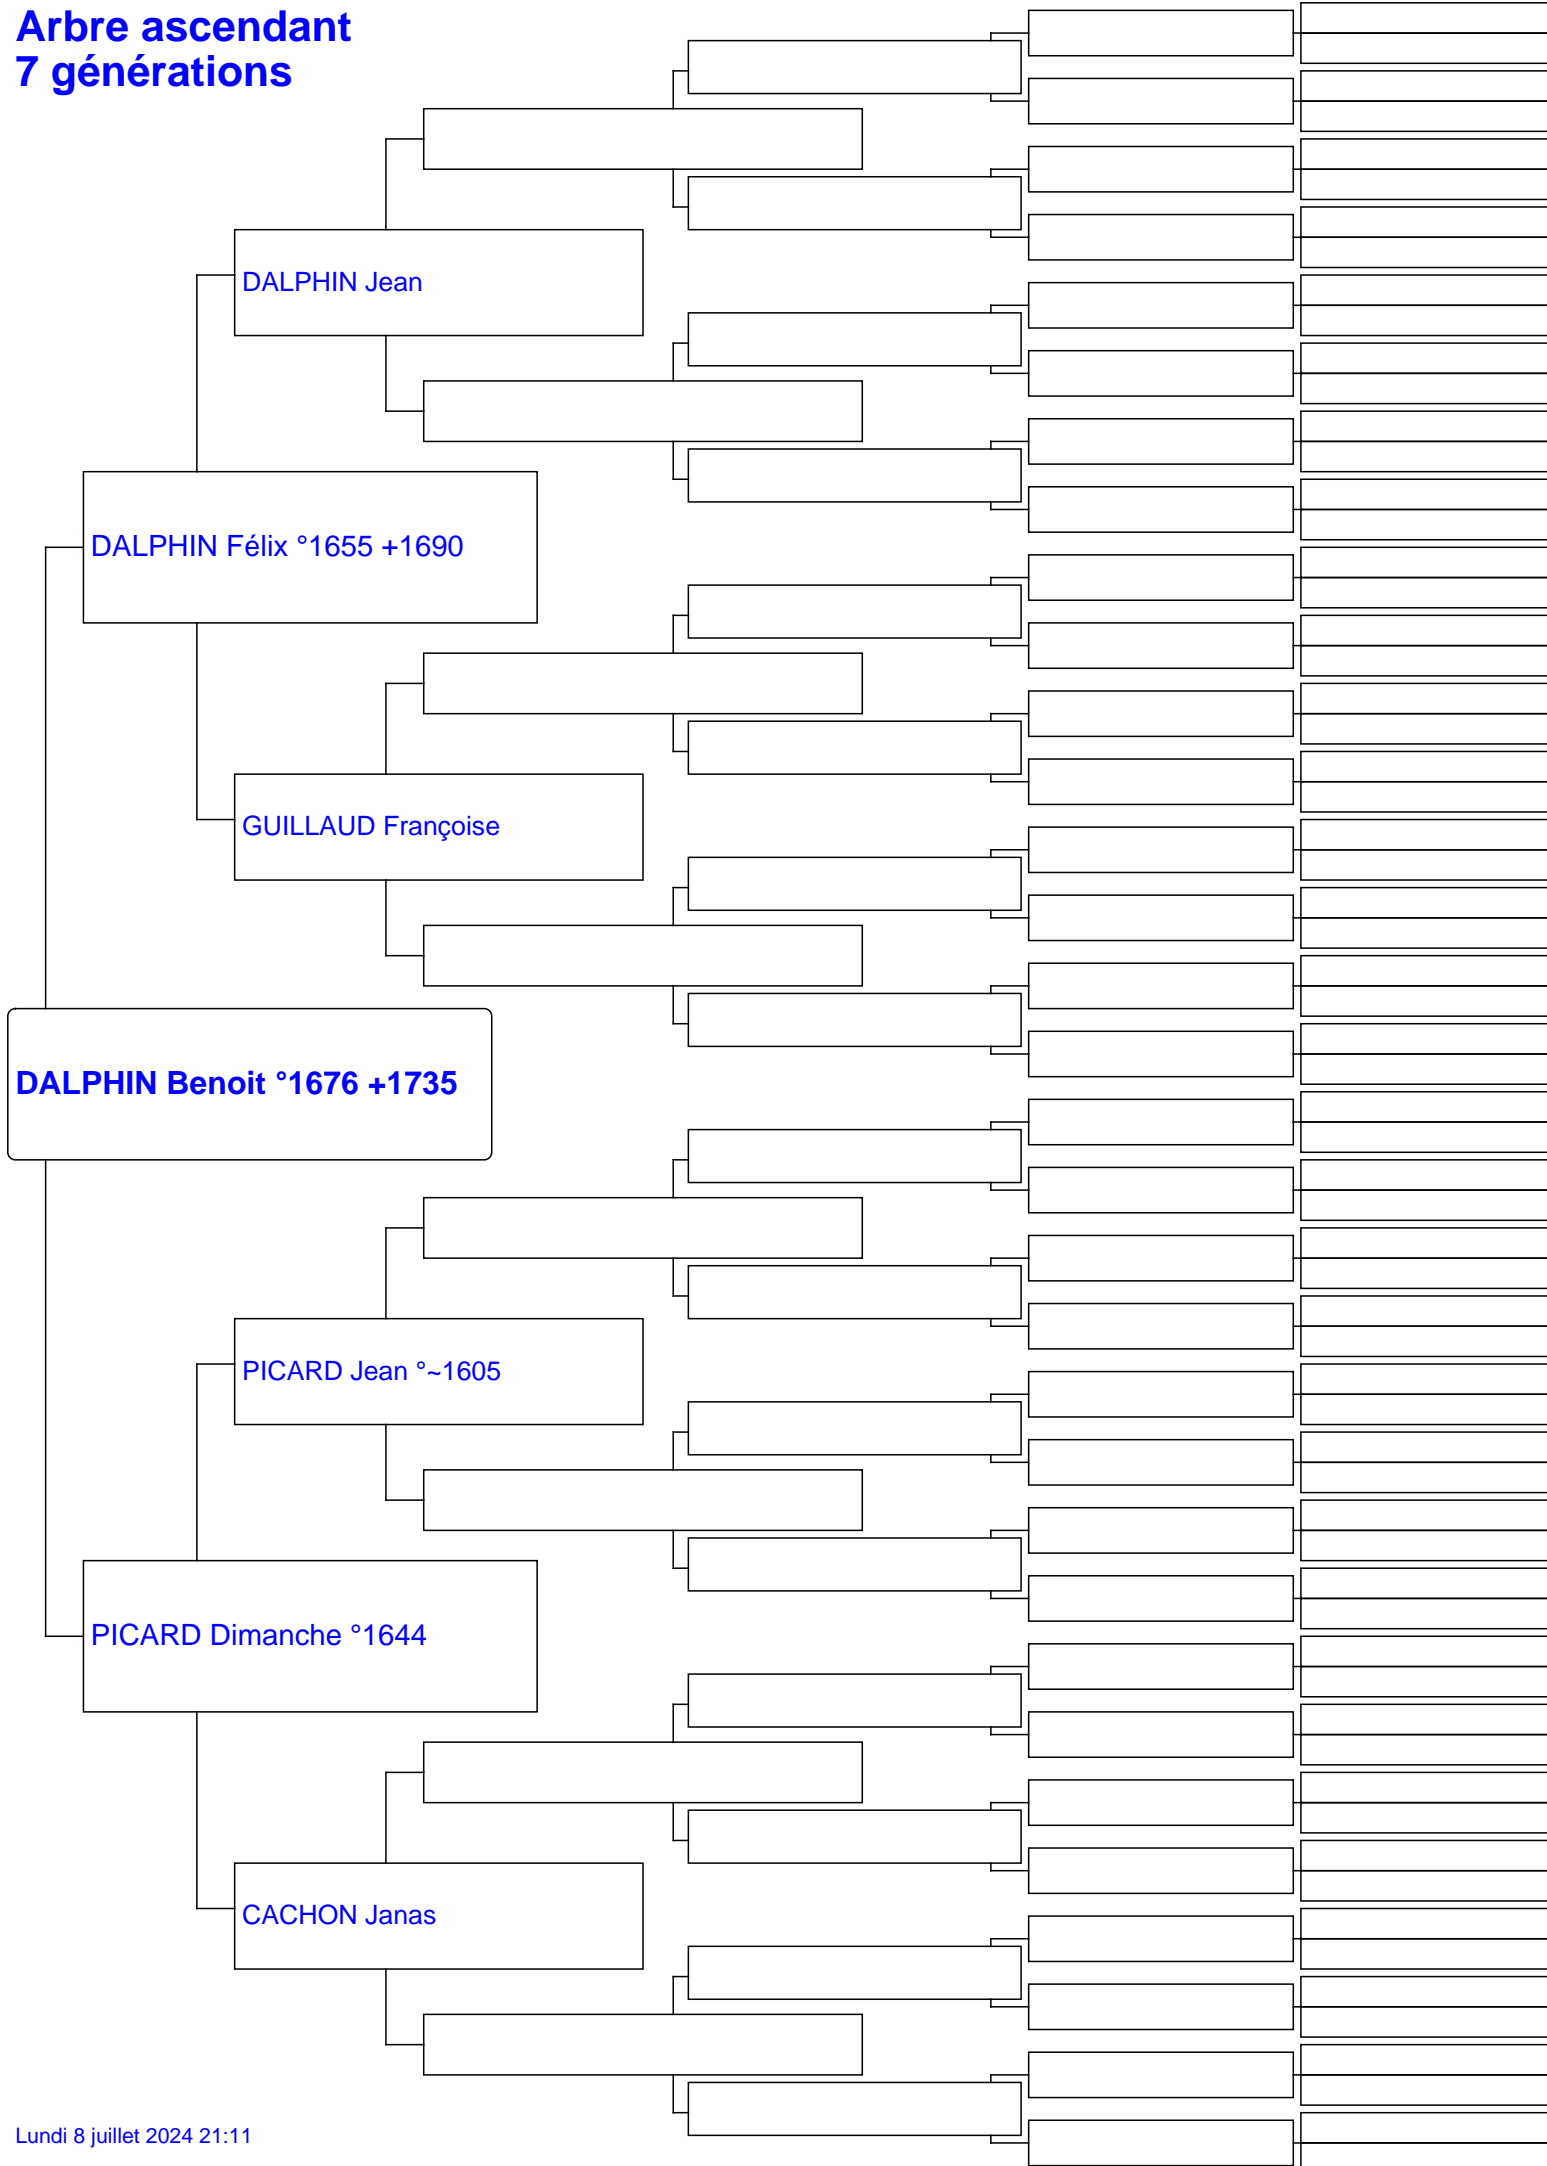 Arbre ascendant
7 générations
DALPHIN Jean
DALPHIN Félix °1655 +1690
GUILLAUD Françoise
DALPHIN Benoit °1676 +1735
PICARD Jean °~1605
PICARD Dimanche °1644
CACHON Janas
Lundi 8 juillet 2024 21:11